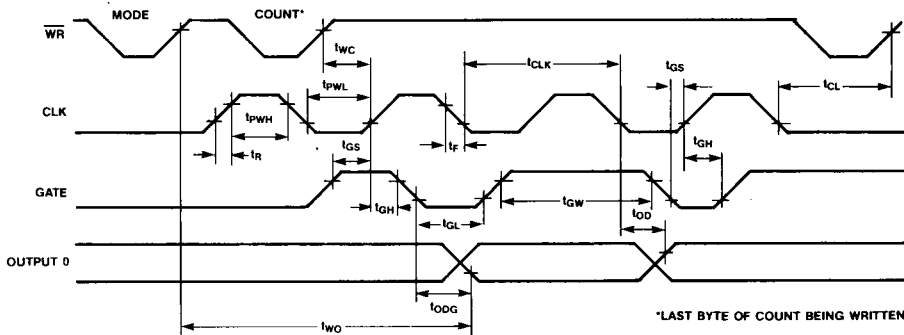 MODE
COUNT*
WR
tWC
tCLK
tGS
tCL
tPWL
CLK
tPWH
tR
tF
tGS
tGH
GATE
tGH
tGL
tGW
tOD
OUTPUT 0
tODG
tWO
*LAST BYTE OF COUNT BEING WRITTEN